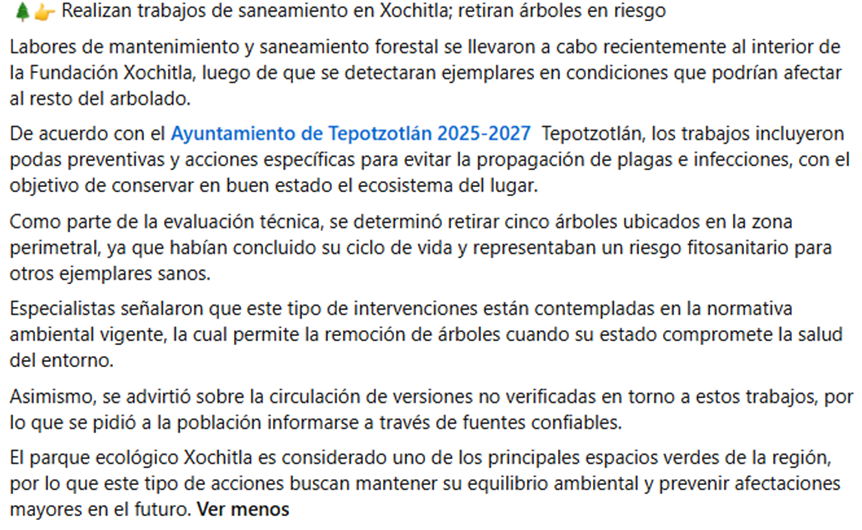 🌲👉 Realizan trabajos de saneamiento en Xochitla; retiran árboles en riesgo
Labores de mantenimiento y saneamiento forestal se llevaron a cabo recientemente al interior de
la Fundación Xochitla, luego de que se detectaran ejemplares en condiciones que podrían afectar
al resto del arbolado.
De acuerdo con el Ayuntamiento de Tepotzotlán 2025-2027 Tepotzotlán, los trabajos incluyeron
podas preventivas y acciones específicas para evitar la propagación de plagas e infecciones, con el
objetivo de conservar en buen estado el ecosistema del lugar.
Como parte de la evaluación técnica, se determinó retirar cinco árboles ubicados en la zona
perimetral, ya que habían concluido su ciclo de vida y representaban un riesgo fitosanitario para
otros ejemplares sanos.
Especialistas señalaron que este tipo de intervenciones están contempladas en la normativa
ambiental vigente, la cual permite la remoción de árboles cuando su estado compromete la salud
del entorno.
Asimismo, se advirtió sobre la circulación de versiones no verificadas en torno a estos trabajos, por
lo que se pidió a la población informarse a través de fuentes confiables.
El parque ecológico Xochitla es considerado uno de los principales espacios verdes de la región,
por lo que este tipo de acciones buscan mantener su equilibrio ambiental y prevenir afectaciones
mayores en el futuro. Ver menos